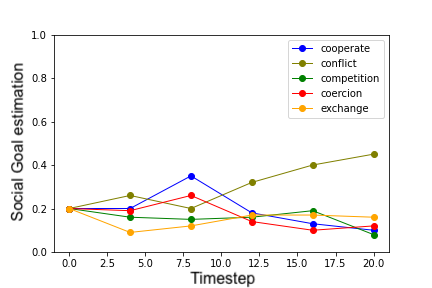 1.0
0.8
0.6
0.4
0.2
0.0
Social Goal estimation
cooperate
conflict
competition
coercion
exchange
0.0 2.5 5.0 7.5 10.0 12.5 15.0 17.5 20.0
Timestep